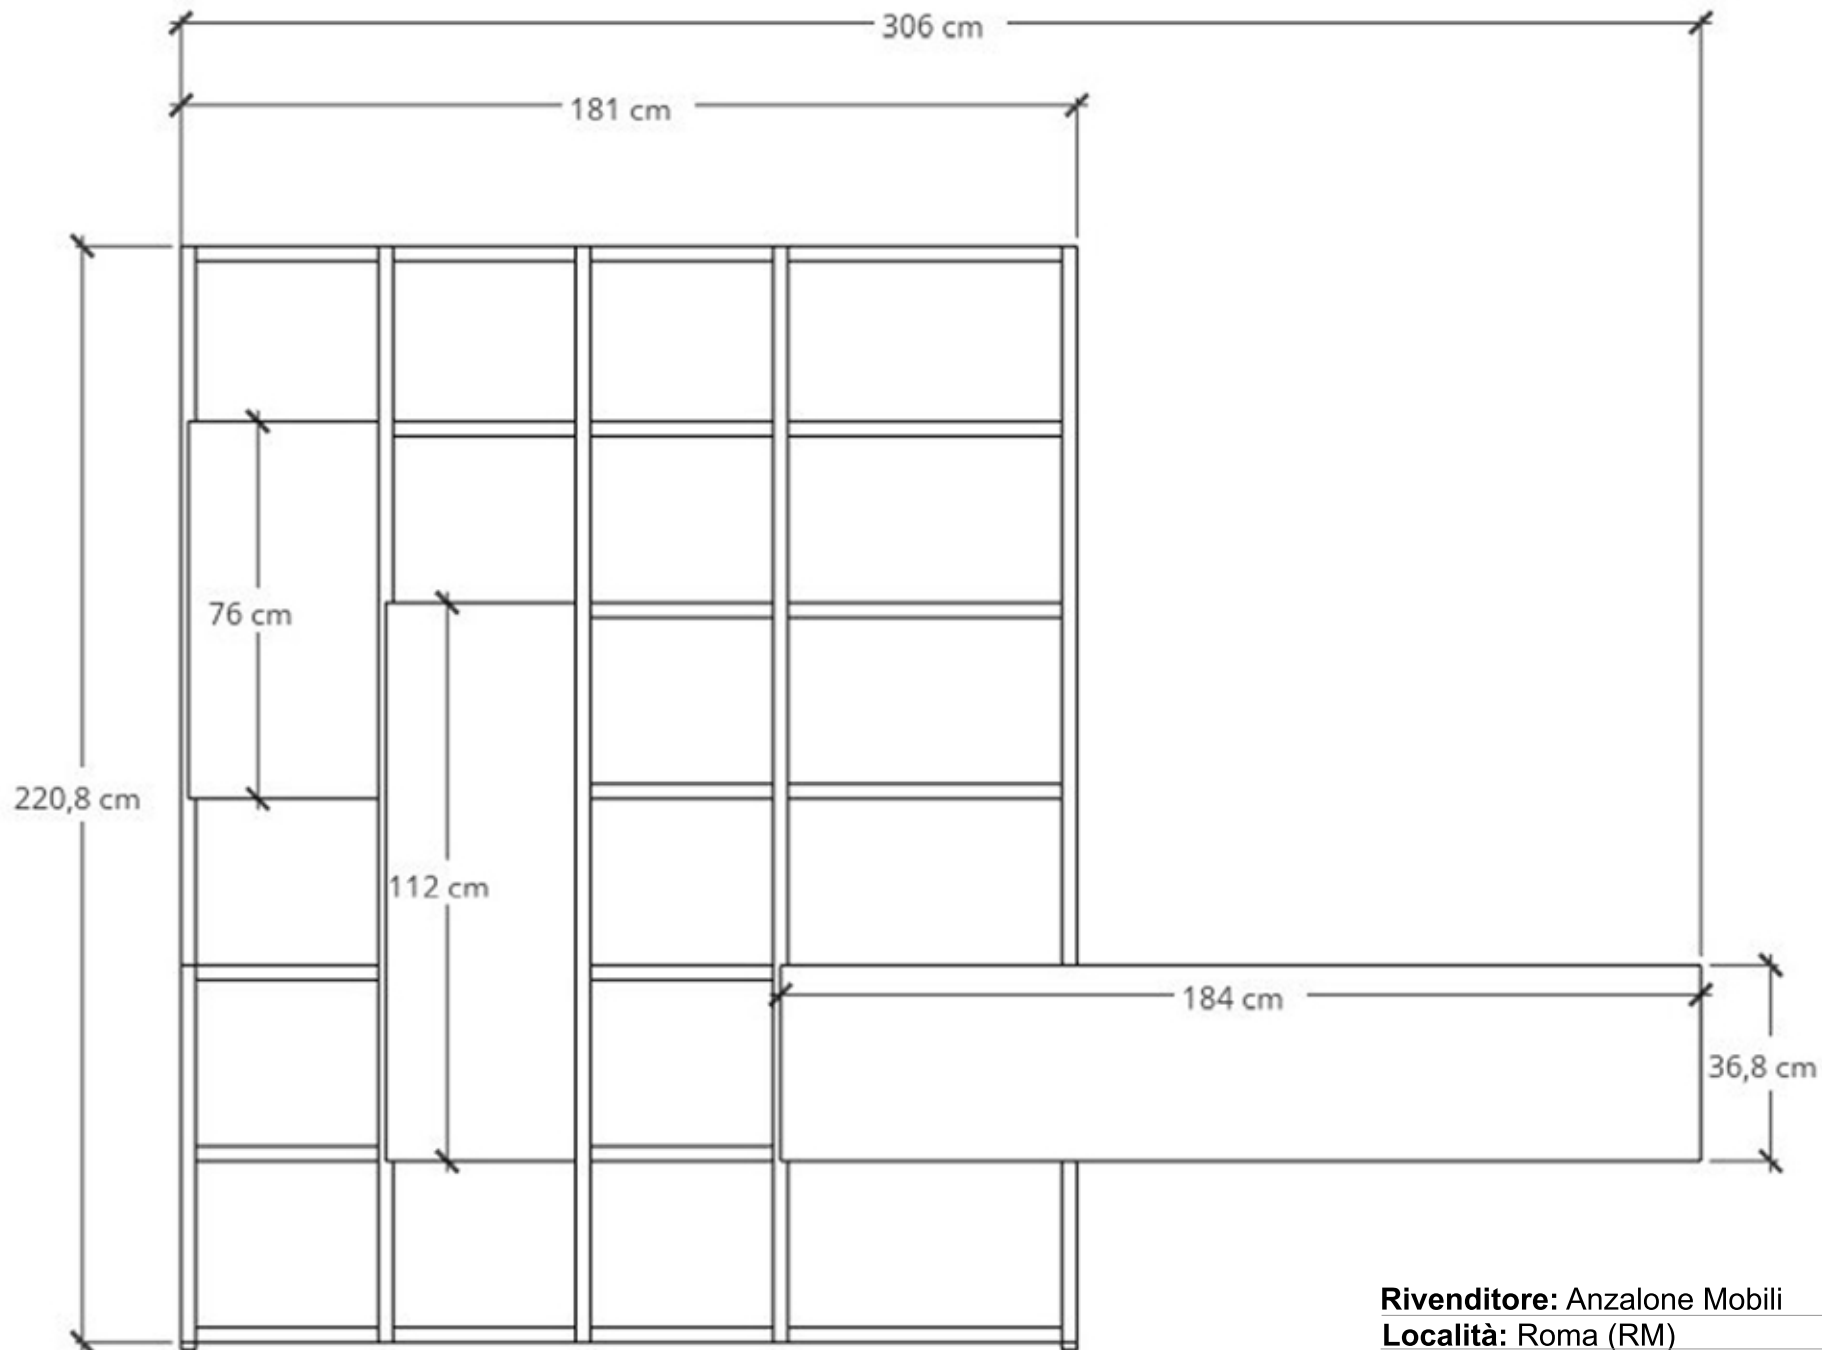 306 cm
181 cm
76 cm
220,8 cm
112 cm
184 cm
36,8 cm
Rivenditore: Anzalone Mobili
Località: Roma (RM)